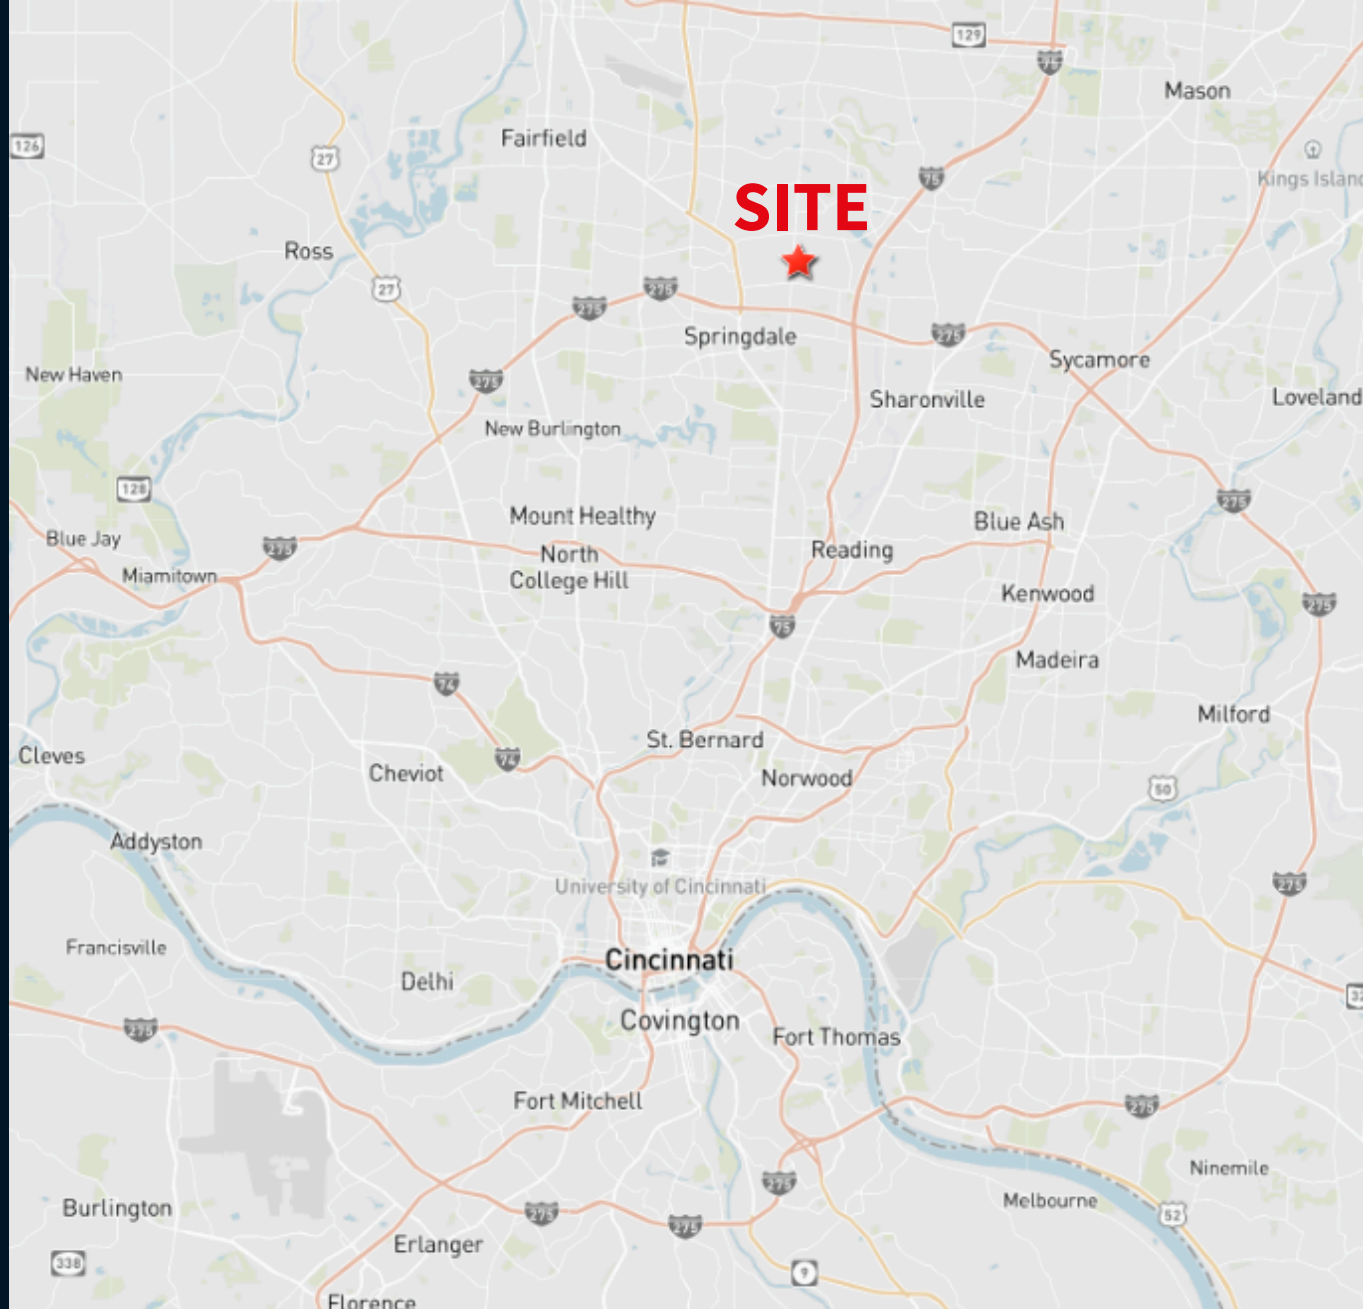 129
75
Mason
126
Fairfield
27
Kings Islan
75
SITE
Ross
27
275
275
Springdale
275
Sycamore
New Haven
275
Sharonville
Loveland
New Burlington
128
275
Mount Healthy
Blue Ash
Blue Jay
275
North
College Hill
Reading
Miamitown
Kenwood
275
75
Madeira
74
Milford
St. Bernard
Cleves
74
Cheviot
Norwood
50
Addyston
University of Cincinnati
275
Francisville
Cincinnati
Delhi
Covington
275
Fort Thomas
Fort Mitchell
275
Ninemile
275
Melbourne
Burlington
275
275
52
Erlanger
338
9
Florence